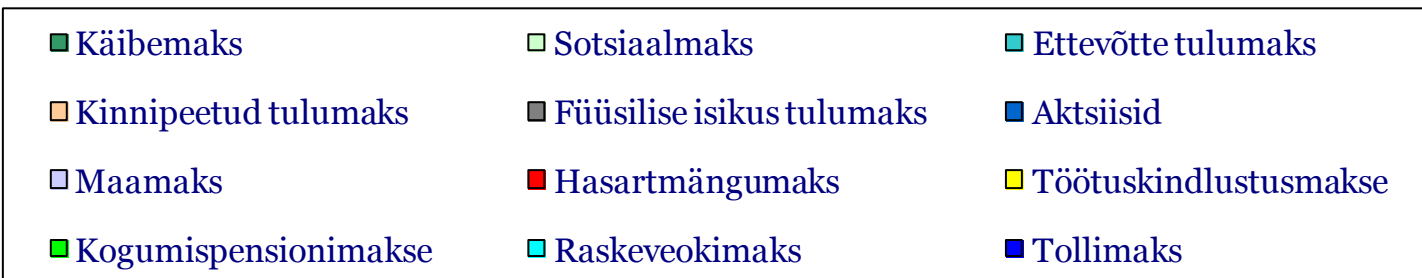 Käibemaks Sotsiaalmaks Ettevõtte tulumaks
Kinnipeetud tulumaks Füüsilise isikus tulumaks Aktsiisid
Maamaks Hasartmängumaks Töötuskindlustusmakse
Kogumispensionimakse Raskeveokimaks Tollimaks